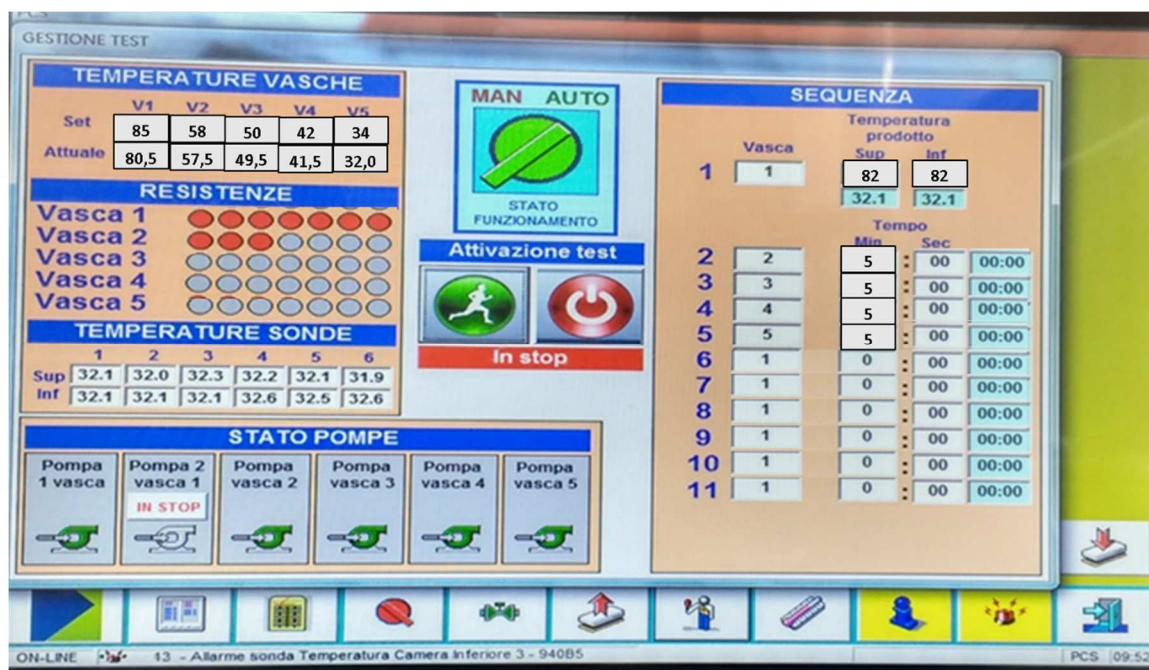 GESTIONE TEST
TEMPERATURE VASCHE
V1 V2 V3 V4 V5
Set 85 58 50 42 34
Attuale 80,5 57,5 49,5 41,5 32,0
RESISTENZE
Vasca 1
Vasca 2
Vasca 3
Vasca 4
Vasca 5
TEMPERATURE SONDE
1 2 3 4 5 6
Sup 32.1 32.0 32.3 32.2 32.1 31.9
Inf 32.1 32.1 32.1 32.6 32.5 32.6
MAN AUTO
STATO
FUNZIONAMENTO
Attivazione test
In stop
SEQUENZA
Temperatura
prodotto
Vasca Sup Inf
1 1 82 82
32.1 32.1
Tempo
Min Sec
2 2 5 : 00 00:00
3 3 5 : 00 00:00
4 4 5 : 00 00:00
5 5 5 : 00 00:00
6 1 0 : 00 00:00
7 1 0 : 00 00:00
8 1 0 : 00 00:00
9 1 0 : 00 00:00
10 1 0 : 00 00:00
11 1 0 : 00 00:00
STATO POMPE
Pompa Pompa 2 Pompa Pompa Pompa Pompa
1 vasca vasca 1 vasca 2 vasca 3 vasca 4 vasca 5
IN STOP
ON-LINE 13 - Allarme sonda Temperatura Camera Inferiore 3 - 940B5 PCS 09:52